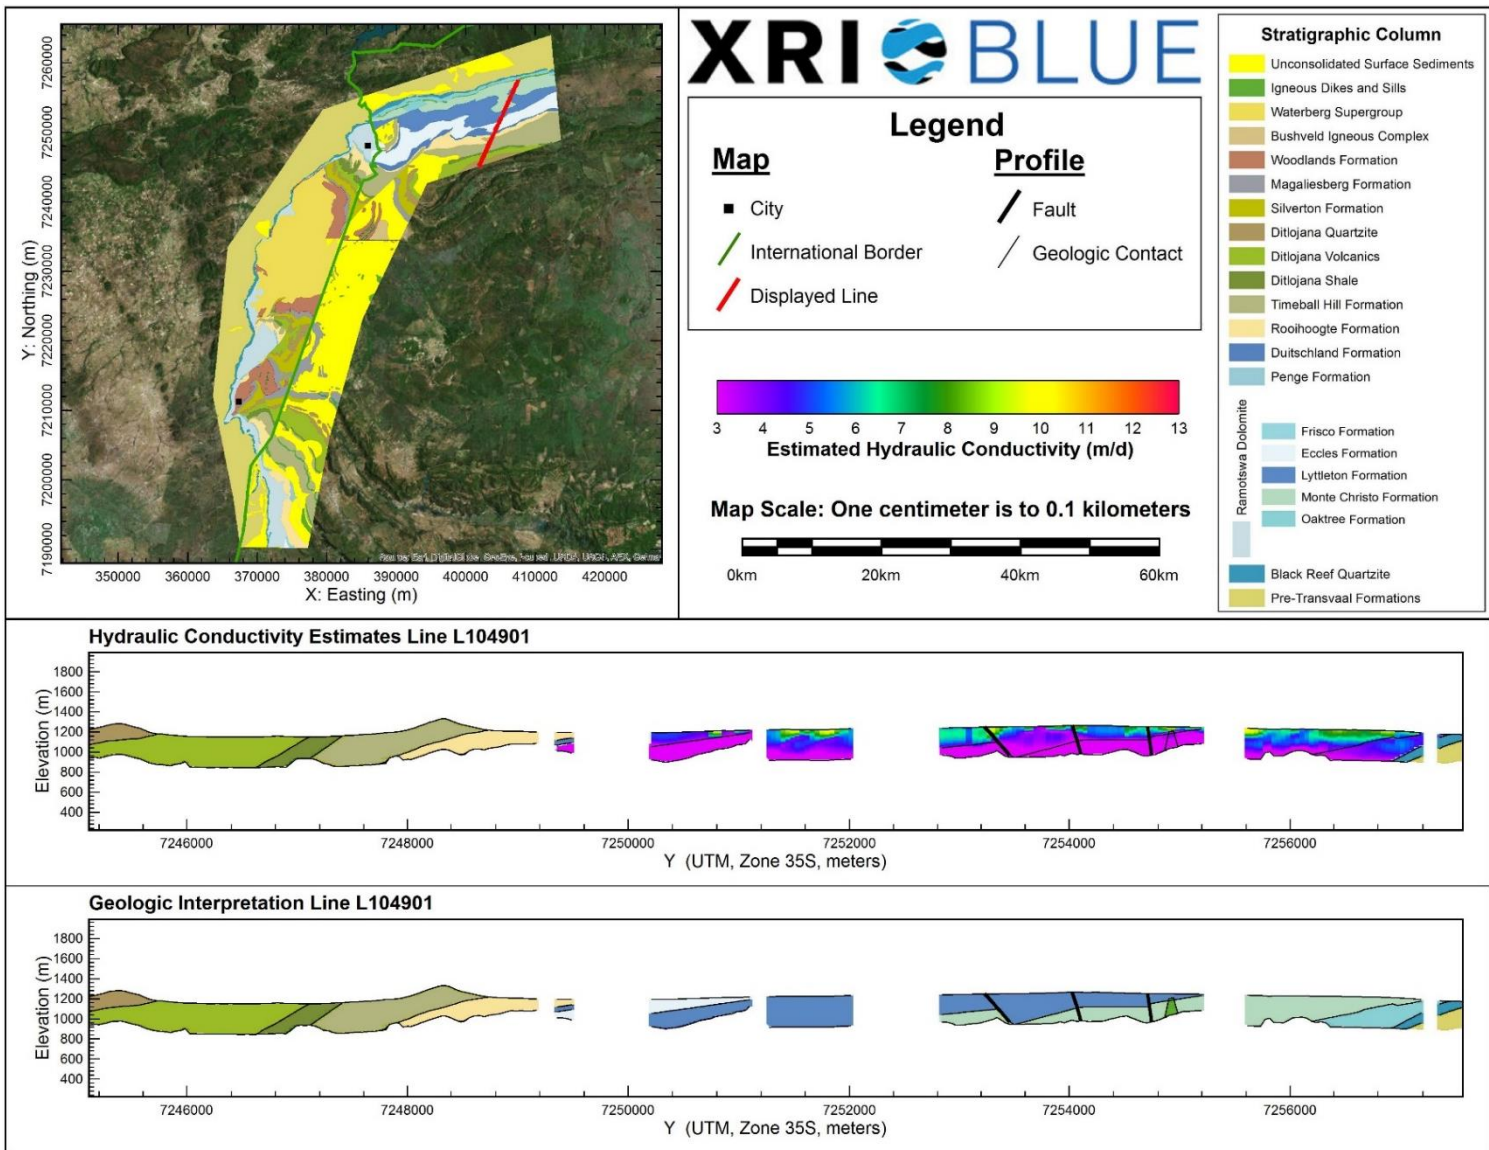 7260000
7250000
7240000
7230000
7220000
7210000
7200000
7190000
Y: Northing (m)
350000 360000 370000 380000 390000 400000 410000 420000
X: Easting (m)
XRI BLUE
Legend
Map
City
International Border
Displayed Line
Profile
Fault
Geologic Contact
3 4 5 6 7 8 9 10 11 12 13
Estimated Hydraulic Conductivity (m/d)
Map Scale: One centimeter is to 0.1 kilometers
0km 20km 40km 60km
Stratigraphic Column
Unconsolidated Surface Sediments
Igneous Dikes and Sills
Waterberg Supergroup
Bushveld Igneous Complex
Woodlands Formation
Magaliesberg Formation
Silverton Formation
Ditlojana Quartzite
Ditlojana Volcanics
Ditlojana Shale
Timeball Hill Formation
Rooihoogte Formation
Duitschland Formation
Penge Formation
Ramotswa Dolomite
Frisco Formation
Eccles Formation
Lyttleton Formation
Monte Christo Formation
Oaktree Formation
Black Reef Quartzite
Pre-Transvaal Formations
Hydraulic Conductivity Estimates Line L104901
Elevation (m)
1800
1600
1400
1200
1000
800
600
400
7246000 7248000 7250000 7252000 7254000 7256000
Y (UTM, Zone 35S, meters)
Geologic Interpretation Line L104901
Elevation (m)
1800
1600
1400
1200
1000
800
600
400
7246000 7248000 7250000 7252000 7254000 7256000
Y (UTM, Zone 35S, meters)